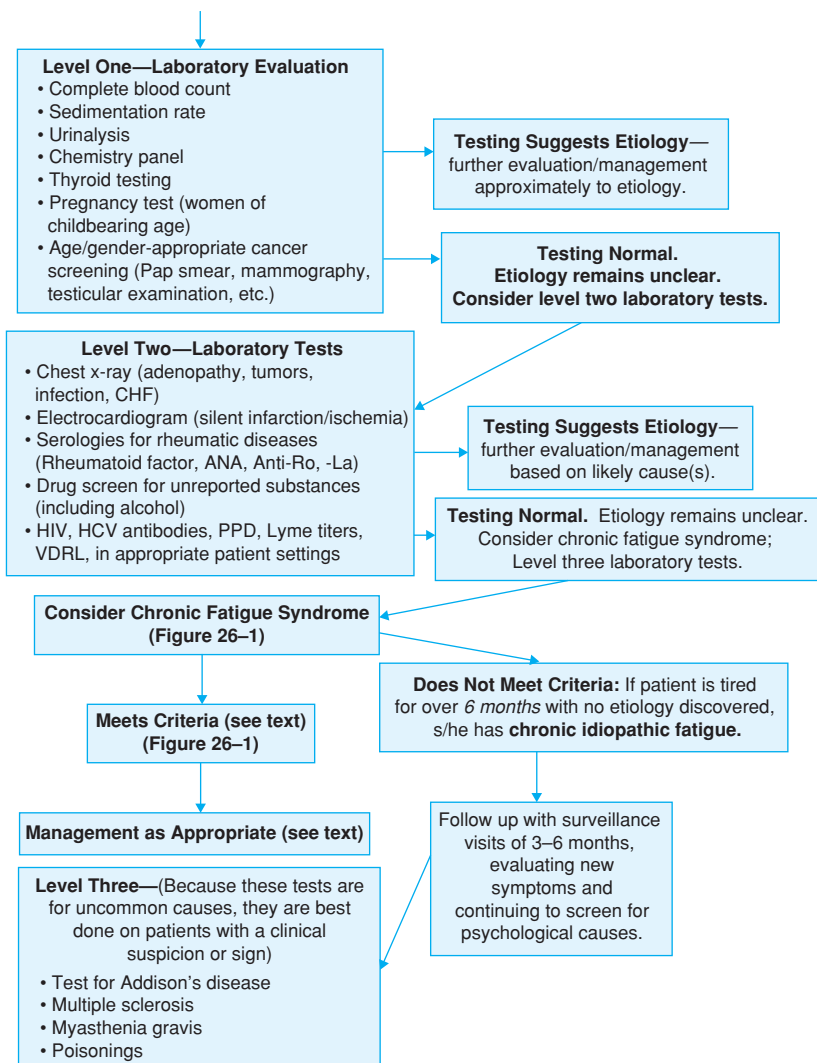 Level One—Laboratory Evaluation
• Complete blood count
• Sedimentation rate
• Urinalysis
• Chemistry panel
• Thyroid testing
• Pregnancy test (women of
childbearing age)
• Age/gender-appropriate cancer
screening (Pap smear, mammography,
testicular examination, etc.)
Testing Suggests Etiology—
further evaluation/management
approximately to etiology.
Testing Normal.
Etiology remains unclear.
Consider level two laboratory tests.
Level Two—Laboratory Tests
• Chest x-ray (adenopathy, tumors,
infection, CHF)
• Electrocardiogram (silent infarction/ischemia)
• Serologies for rheumatic diseases
(Rheumatoid factor, ANA, Anti-Ro, -La)
• Drug screen for unreported substances
(including alcohol)
• HIV, HCV antibodies, PPD, Lyme titers,
VDRL, in appropriate patient settings
Testing Suggests Etiology—
further evaluation/management
based on likely cause(s).
Testing Normal. Etiology remains unclear.
Consider chronic fatigue syndrome;
Level three laboratory tests.
Consider Chronic Fatigue Syndrome
(Figure 26–1)
Meets Criteria (see text)
(Figure 26–1)
Management as Appropriate (see text)
Does Not Meet Criteria: If patient is tired
for over 6 months with no etiology discovered,
s/he has chronic idiopathic fatigue.
Follow up with surveillance
visits of 3–6 months,
evaluating new
symptoms and
continuing to screen for
psychological causes.
Level Three—(Because these tests are
for uncommon causes, they are best
done on patients with a clinical
suspicion or sign)
• Test for Addison's disease
• Multiple sclerosis
• Myasthenia gravis
• Poisonings